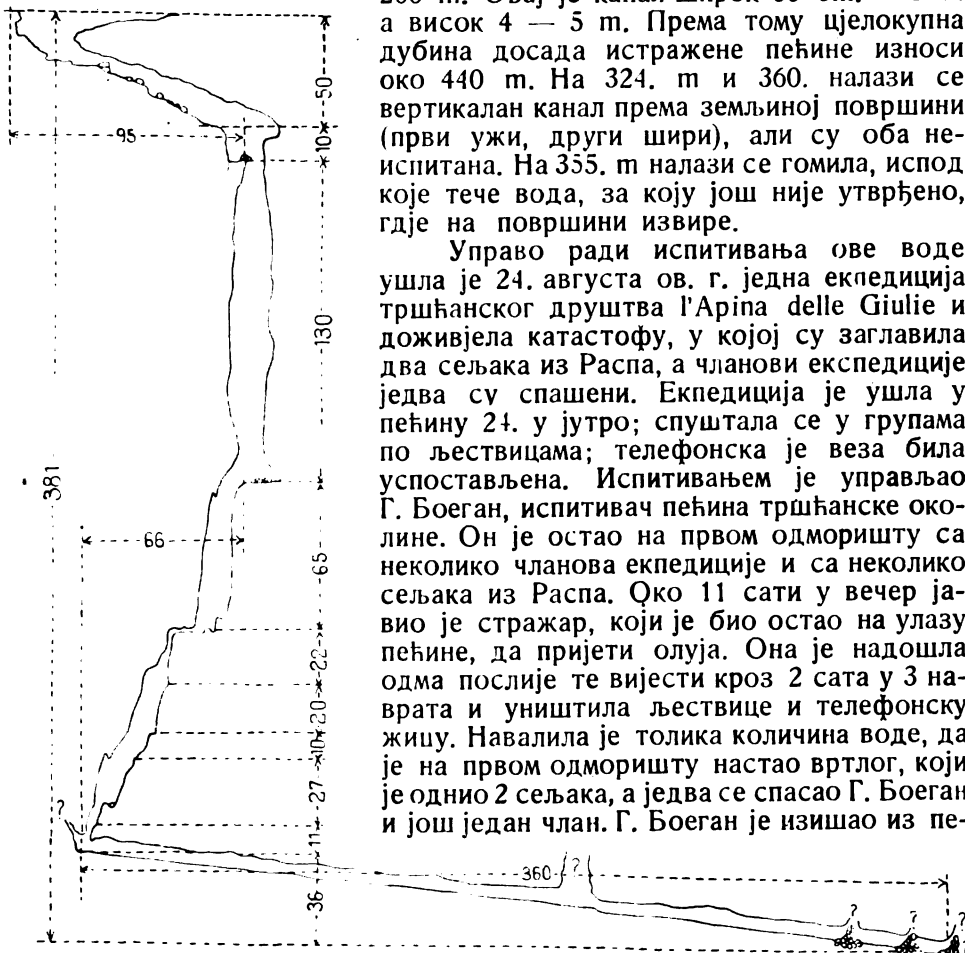 а висок 4 — 5 m. Према тому цјелокупна
дубина досада истражене пећине износи
око 440 m. На 324. m и 360. налази се
вертикалан канал према земљиној површини
(први ужи, други шири), али су оба не-
испитана. На 355. m налази се гомила, испод
које тече вода, за коју још није утврђено,
гдје на површини извире.
Управо ради испитивања ове воде
ушла је 24. августа ов. г. једна екпедиција
тршћанског друштва l'Apina delle Giulie и
доживјела катастофу, у којој су заглавила
два сељака из Распа, а чланови експедиције
једва су спашени. Екпедиција је ушла у
пећину 24. у јутро; спуштала се у групама
по љествицама; телефонска је веза била
успостављена. Испитивањем је управљао
Г. Боеган, испитивач пећина тршћанске око-
лине. Он је остао на првом одморишту са
неколико чланова екпедиције и са неколико
сељака из Распа. Око 11 сати у вечер ја-
вио је стражар, који је био остао на улазу
пећине, да пријети олуја. Она је надошла
одма послије те вијести кроз 2 сата у 3 на-
врата и уништила љествице и телефонску
жицу. Навалила је толика количина воде, да
је на првом одморишту настао вртлог, који
је однио 2 сељака, а једва се спасао Г. Боеган
и још један члан. Г. Боеган је изишао из пе-
50
95
10
130
381
66
65
22
20
10
27
11
36
360
?
?
?
?
?